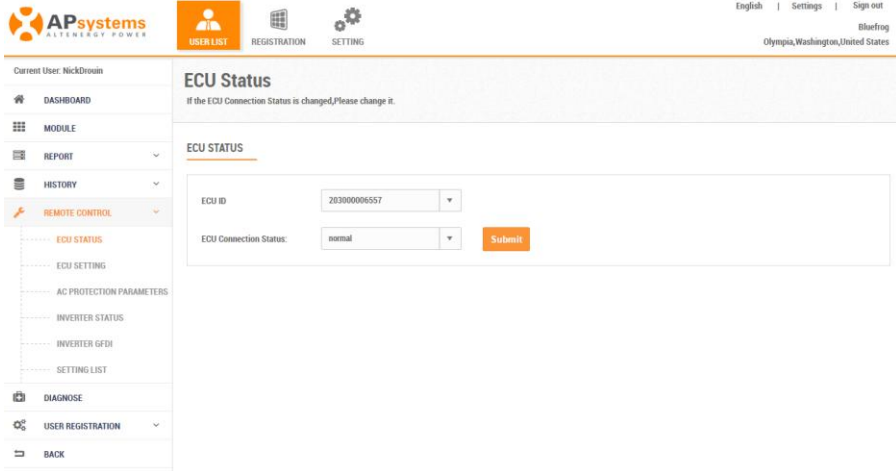 English | Settings | Sign out
APsystems
ALTENERGY POWER
USER LIST
REGISTRATION
SETTING
Bluefrog
Olympia,Washington,United States
Current User: NickDrouin
DASHBOARD
MODULE
REPORT
HISTORY
REMOTE CONTROL
ECU STATUS
ECU SETTING
AC PROTECTION PARAMETERS
INVERTER STATUS
INVERTER GFDI
SETTING LIST
DIAGNOSE
USER REGISTRATION
BACK
ECU Status
If the ECU Connection Status is changed,Please change it.
ECU STATUS
ECU ID 203000006557
ECU Connection Status: normal Submit